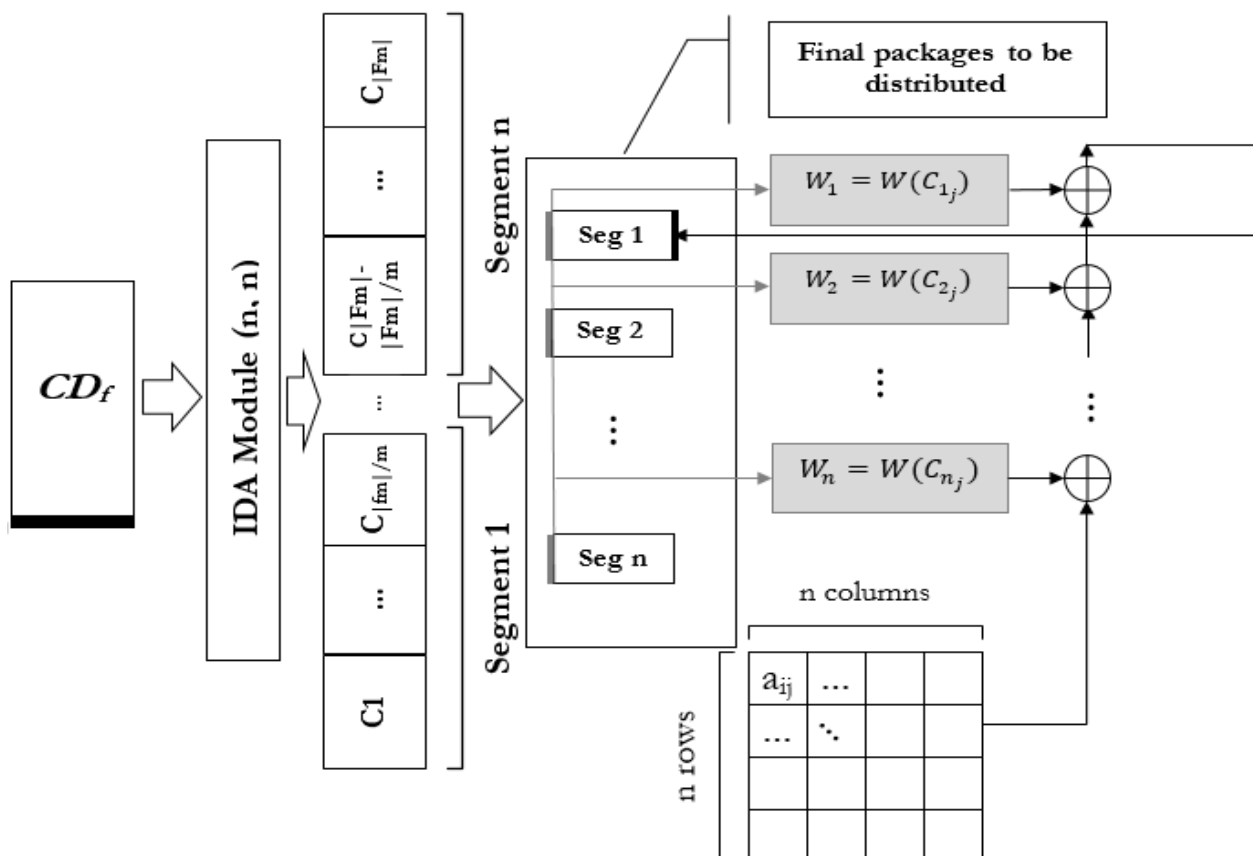 CD_f
IDA Module (n, n)
C|Fm|
...
C|Fm|-
|Fm|/m
...
C|fm|/m
...
C1
Segment n
Segment 1
Final packages to be
distributed
Seg 1
Seg 2
...
Seg n
W₁ = W(C₁ⱼ)
W₂ = W(C₂ⱼ)
...
...
Wₙ = W(Cₙⱼ)
n columns
n rows
aᵢⱼ ...
... ⋱